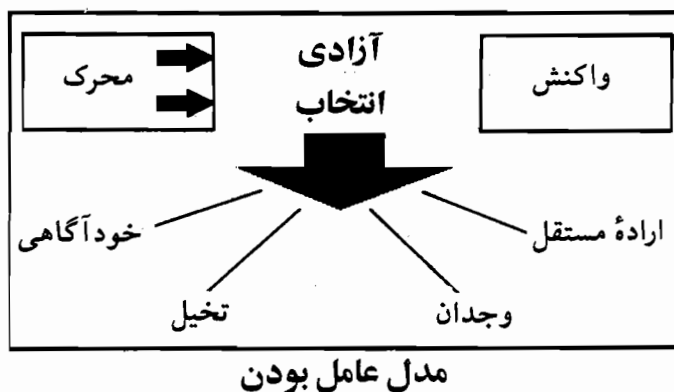 محرک
آزادی
انتخاب
واکنش
خودآگاهی
تخیل
وجدان
ارادهٔ مستقل
مدل عامل بودن